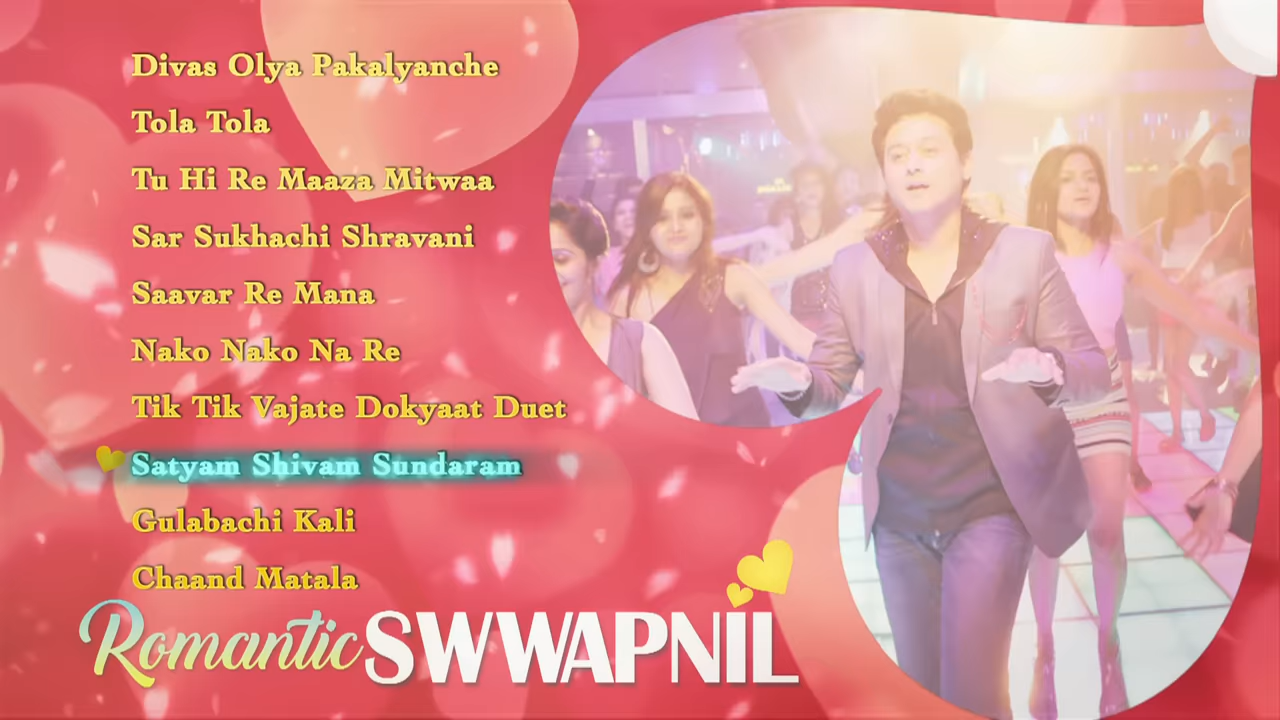 Divas Olya Pakalyanche
Tola Tola
Tu Hi Re Maaza Mitwaa
Sar Sukhachi Shravani
Saavar Re Mana
Nako Nako Na Re
Tik Tik Vajate Dokyaat Duet
Satyam Shivam Sundaram
Gulabachi Kali
Chaand Matala
Romantic SWWAPNIL